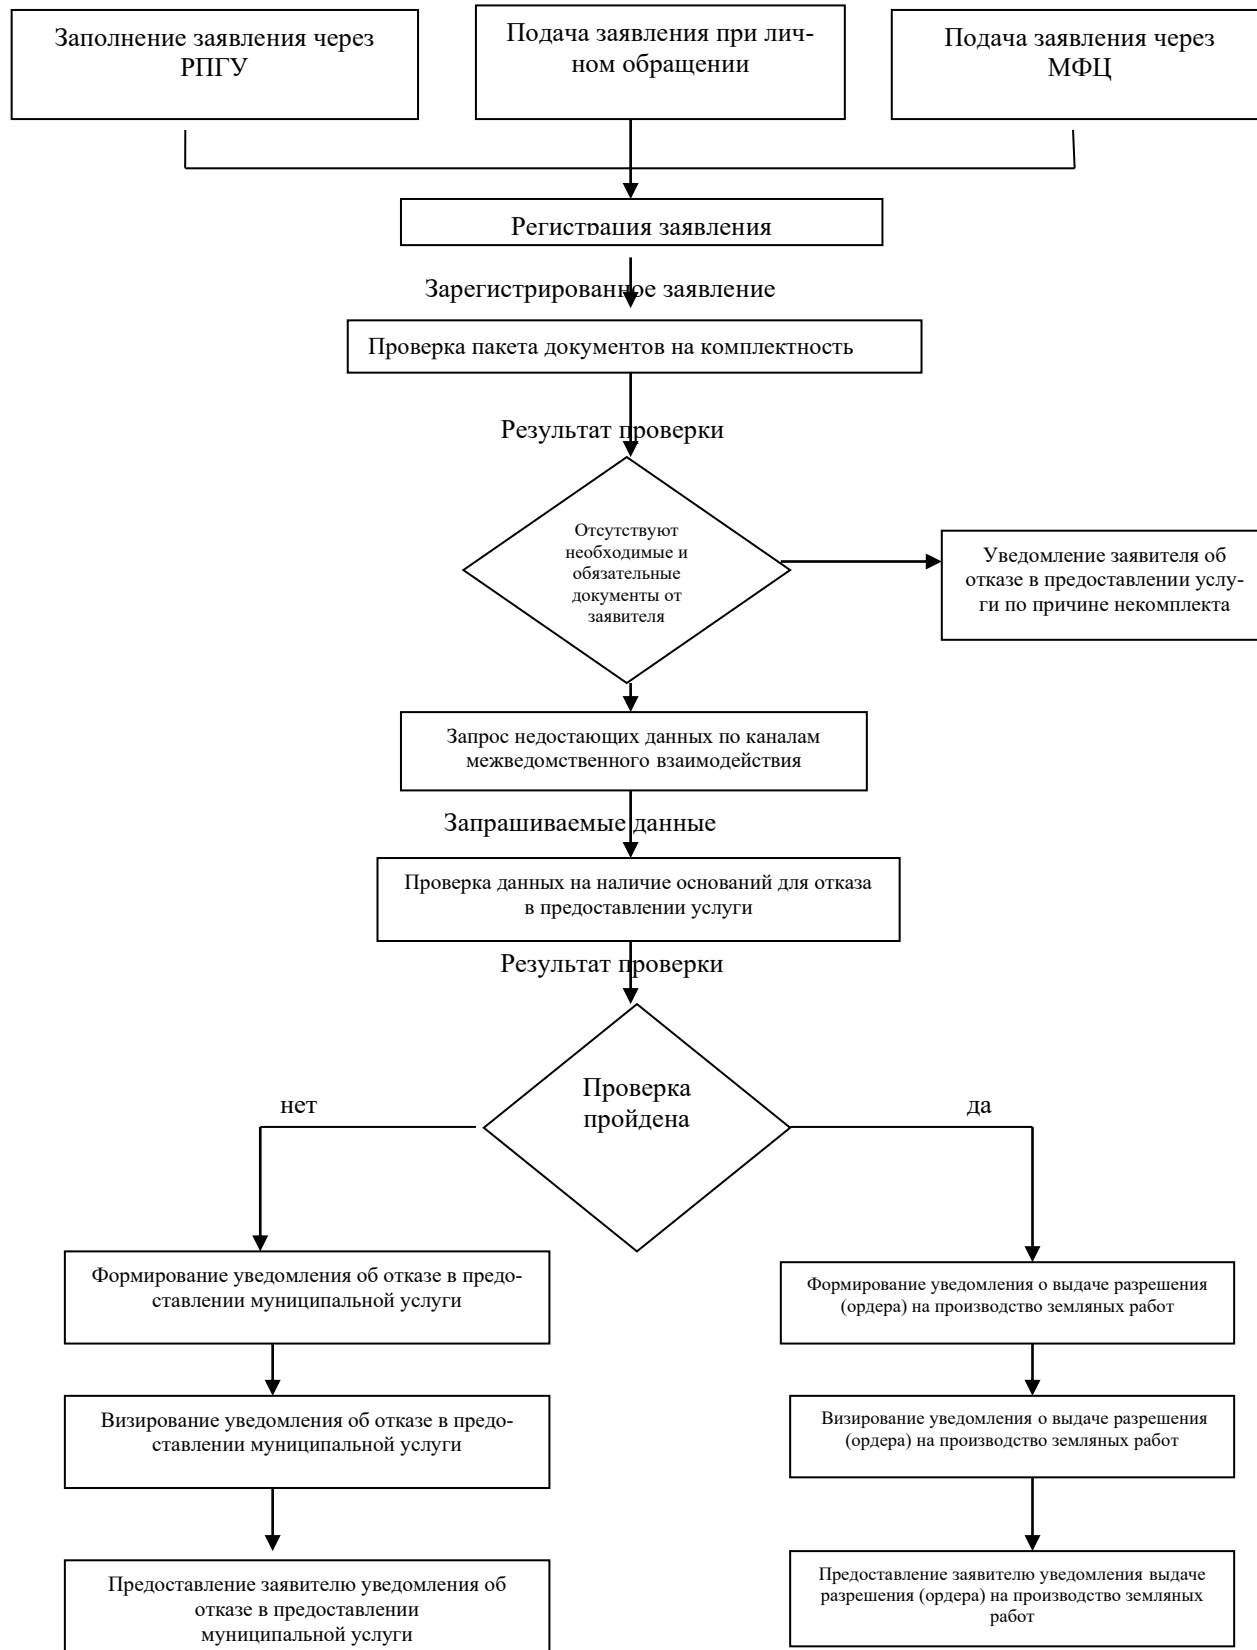 Заполнение заявления через
РПГУ
Подача заявления при лич-
ном обращении
Подача заявления через
МФЦ
Регистрация заявления
Зарегистрированное заявление
Проверка пакета документов на комплектность
Результат проверки
Отсутствуют
необходимые и
обязательные
документы от
заявителя
Уведомление заявителя об
отказе в предоставлении услу-
ги по причине некомплекта
Запрос недостающих данных по каналам
межведомственного взаимодействия
Запрашиваемые данные
Проверка данных на наличие оснований для отказа
в предоставлении услуги
Результат проверки
Проверка
пройдена
нет
да
Формирование уведомления об отказе в предо-
ставлении муниципальной услуги
Формирование уведомления о выдаче разрешения
(ордера) на производство земляных работ
Визирование уведомления об отказе в предо-
ставлении муниципальной услуги
Визирование уведомления о выдаче разрешения
(ордера) на производство земляных работ
Предоставление заявителю уведомления об
отказе в предоставлении
муниципальной услуги
Предоставление заявителю уведомления выдаче
разрешения (ордера) на производство земляных
работ